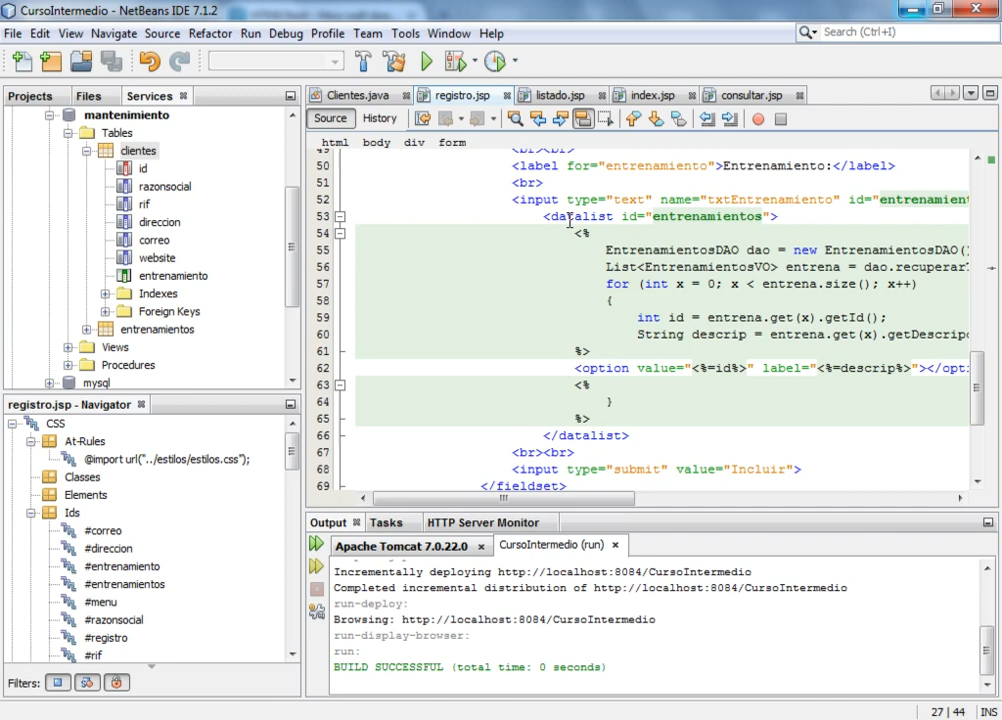 CursoIntermedio - NetBeans IDE 7.1.2
File Edit View Navigate Source Refactor Run Debug Profile Team Tools Window Help
Search (Ctrl+I)
Projects Files Services
mantenimiento
Tables
clientes
id
razonsocial
rif
direccion
correo
website
entrenamiento
Indexes
Foreign Keys
entrenamientos
Views
Procedures
mysql
registro.jsp - Navigator
CSS
At-Rules
@import url("../estilos/estilos.css");
Classes
Elements
Ids
#correo
#direccion
#entrenamiento
#entrenamientos
#menu
#razonsocial
#registro
#rif
Filters:
Clientes.java registro.jsp listado.jsp index.jsp consultar.jsp
Source History
html body div form
49 <br><br>
50 <label for="entrenamiento">Entrenamiento:</label>
51 <br>
52 <input type="text" name="txtEntrenamiento" id="entrenamient
53 <datalist id="entrenamientos">
54 <%
55 EntrenamientosDAO dao = new EntrenamientosDAO()
56 List<EntrenamientosVO> entrena = dao.recuperar
57 for (int x = 0; x < entrena.size(); x++)
58 {
59 int id = entrena.get(x).getId();
60 String descrip = entrena.get(x).getDescrip
61 %>
62 <option value="<%=id%>" label="<%=descrip%>"></opti
63 <%
64 }
65 %>
66 </datalist>
67 <br><br>
68 <input type="submit" value="Incluir">
69 </fieldset>
Output Tasks HTTP Server Monitor
Apache Tomcat 7.0.22.0 CursoIntermedio (run)
Incrementally deploying http://localhost:8084/CursoIntermedio
Completed incremental distribution of http://localhost:8084/CursoIntermedio
run-deploy:
Browsing: http://localhost:8084/CursoIntermedio
run-display-browser:
run:
BUILD SUCCESSFUL (total time: 0 seconds)
27 | 44 INS